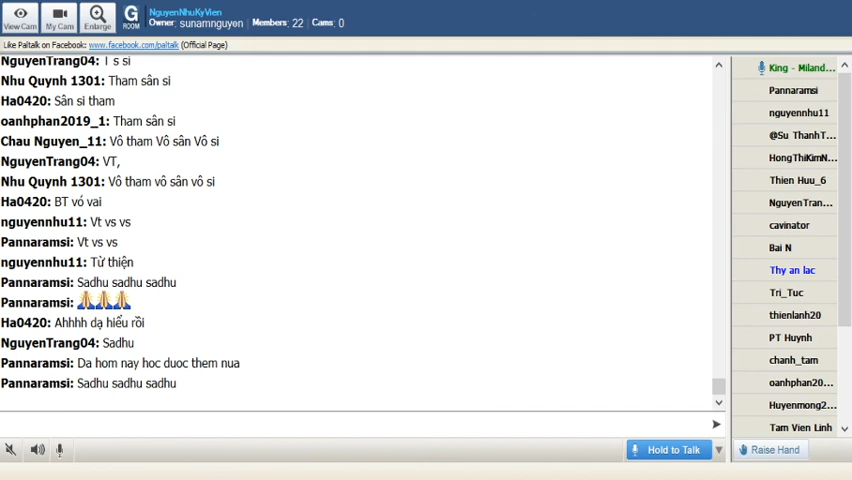 NguyenNhuKyVien
Owner: sunamnguyen Members: 22 Cams: 0
View Cam
My Cam
Enlarge
G
ROOM
Like Paltalk on Facebook: www.facebook.com/paltalk (Official Page)
NguyenTrang04: T s si
Nhu Quynh 1301: Tham sân si
Ha0420: Sân si tham
oanhphan2019_1: Tham sân si
Chau Nguyen_11: Vô tham Vô sân Vô si
NguyenTrang04: VT,
Nhu Quynh 1301: Vô tham vô sân vô si
Ha0420: BT vó vai
nguyennhu11: Vt vs vs
Pannaramsi: Vt vs vs
nguyennhu11: Từ thiện
Pannaramsi: Sadhu sadhu sadhu
Pannaramsi: 🙏🙏🙏
Ha0420: Ahhhh dạ hiểu rồi
NguyenTrang04: Sadhu
Pannaramsi: Da hom nay hoc duoc them nua
Pannaramsi: Sadhu sadhu sadhu
Hold to Talk
King - Miland...
Pannaramsi
nguyennhu11
@Su ThanhT...
HongThiKimN...
Thien Huu_6
NguyenTran...
cavinator
Bai N
Thy an lac
Tri_Tuc
thienlanh20
PT Huynh
chanh_tam
oanhphan20...
Huyenmong2...
Tam Vien Linh
Raise Hand